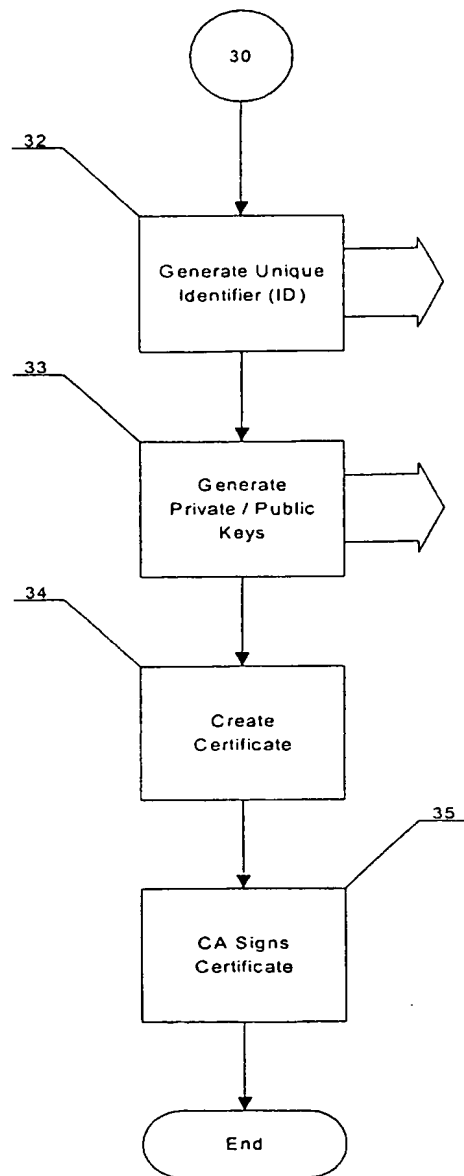 30
32
Generate Unique
Identifier (ID)
33
Generate
Private / Public
Keys
34
Create
Certificate
35
CA Signs
Certificate
End